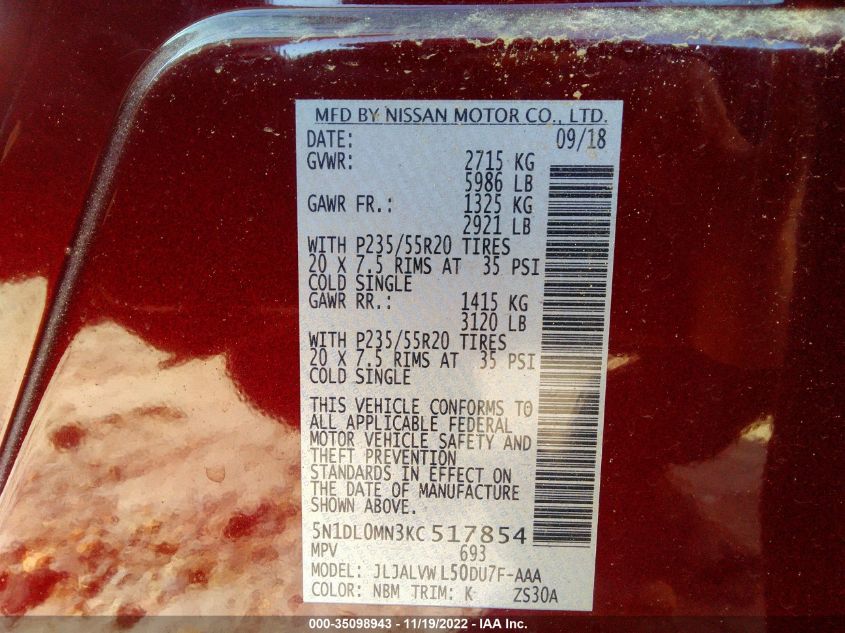 MFD BY NISSAN MOTOR CO., LTD.
DATE: 09/18
GVWR: 2715 KG
5986 LB
GAWR FR.: 1325 KG
2921 LB
WITH P235/55R20 TIRES
20 X 7.5 RIMS AT 35 PSI
COLD SINGLE
GAWR RR.: 1415 KG
3120 LB
WITH P235/55R20 TIRES
20 X 7.5 RIMS AT 35 PSI
COLD SINGLE
THIS VEHICLE CONFORMS TO
ALL APPLICABLE FEDERAL
MOTOR VEHICLE SAFETY AND
THEFT PREVENTION
STANDARDS IN EFFECT ON
THE DATE OF MANUFACTURE
SHOWN ABOVE.
5N1DL0MN3KC 517854
MPV 693
MODEL: JLJALVW L50DU7F-AAA
COLOR: NBM TRIM: K ZS30A
000-35098943 - 11/19/2022 - IAA Inc.